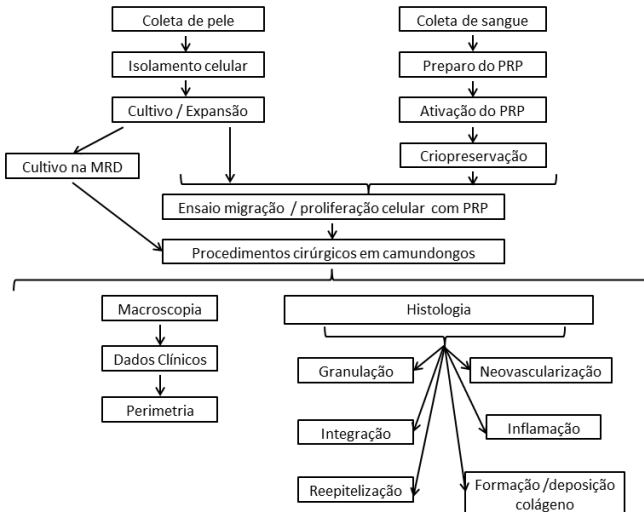 Coleta de pele
Coleta de sangue
Isolamento celular
Preparo do PRP
Cultivo / Expansão
Ativação do PRP
Criopreservação
Cultivo na MRD
Ensaio migração / proliferação celular com PRP
Procedimentos cirúrgicos em camundongos
Macroscopia
Histologia
Dados Clínicos
Granulação
Neovascularização
Perimetria
Integração
Inflamação
Reepitelização
Formação /deposição
colágeno